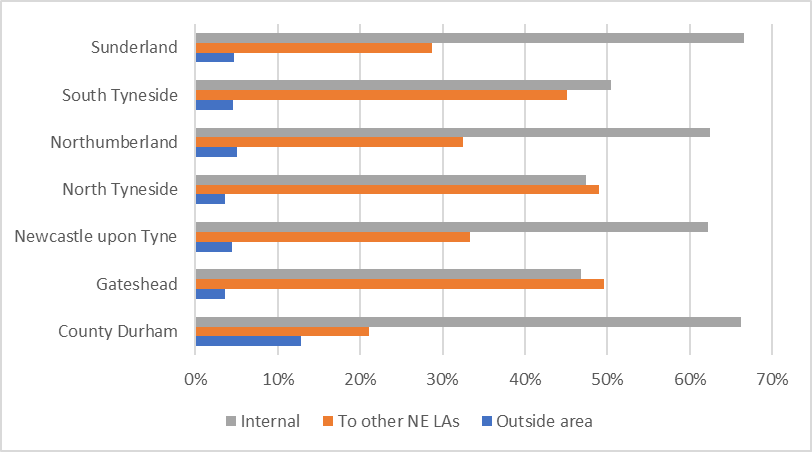 Sunderland
South Tyneside
Northumberland
North Tyneside
Newcastle upon Tyne
Gateshead
County Durham
0% 10% 20% 30% 40% 50% 60% 70%
Internal To other NE LAs Outside area